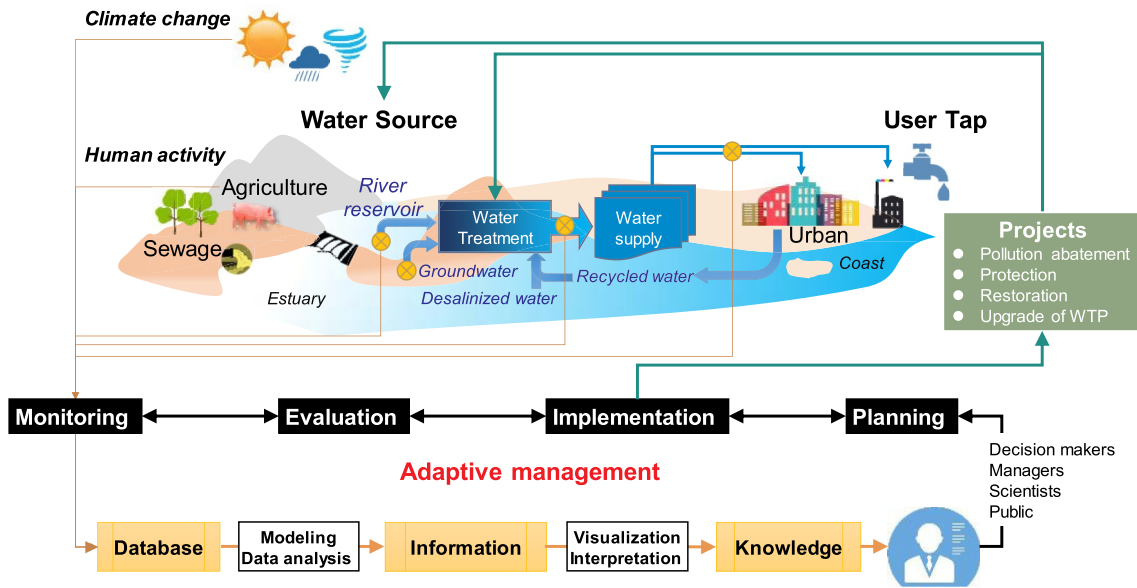 Climate change
Water Source
User Tap
Human activity
Agriculture
River
reservoir
Sewage
Water
Treatment
Water
supply
Urban
Groundwater
Recycled water
Desalinized water
Estuary
Coast
Projects
● Pollution abatement
● Protection
● Restoration
● Upgrade of WTP
Monitoring
Evaluation
Implementation
Planning
Adaptive management
Decision makers
Managers
Scientists
Public
Database
Modeling
Data analysis
Information
Visualization
Interpretation
Knowledge